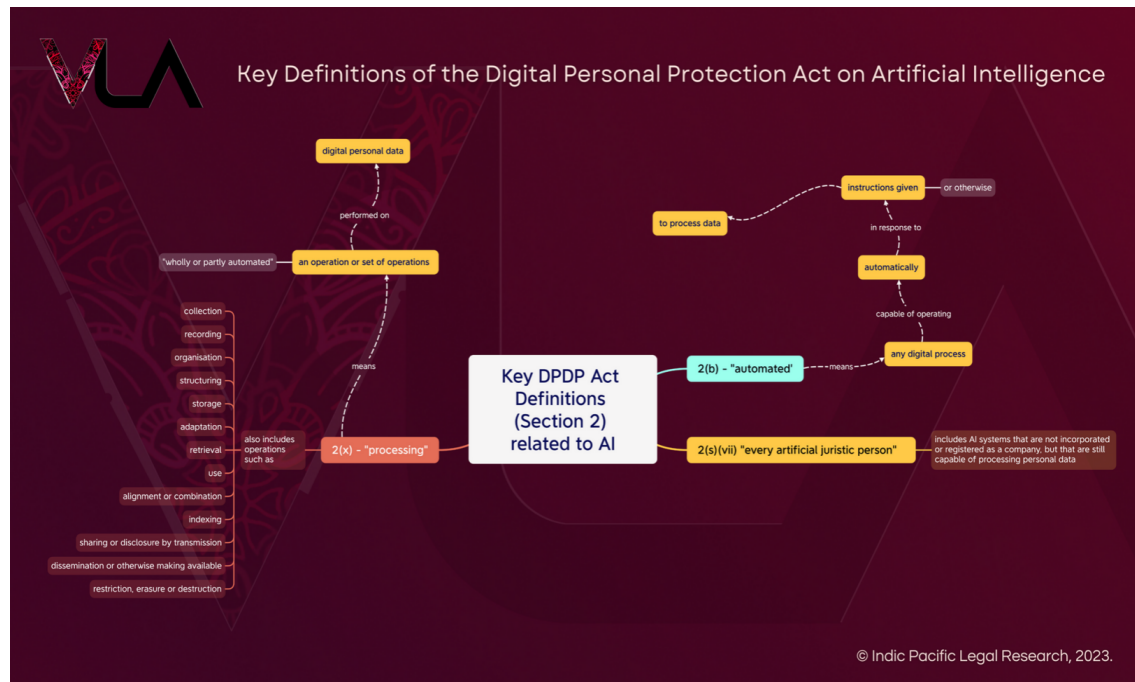 VLA
Key Definitions of the Digital Personal Protection Act on Artificial Intelligence
digital personal data
performed on
"wholly or partly automated"
an operation or set of operations
means
collection
recording
organisation
structuring
storage
adaptation
retrieval
use
alignment or combination
indexing
sharing or disclosure by transmission
dissemination or otherwise making available
restriction, erasure or destruction
also includes
operations
such as
2(x) - "processing"
Key DPDP Act
Definitions
(Section 2)
related to AI
2(b) - "automated'
means
any digital process
capable of operating
automatically
in response to
instructions given
or otherwise
to process data
2(s)(vii) "every artificial juristic person"
includes AI systems that are not incorporated
or registered as a company, but that are still
capable of processing personal data
© Indic Pacific Legal Research, 2023.